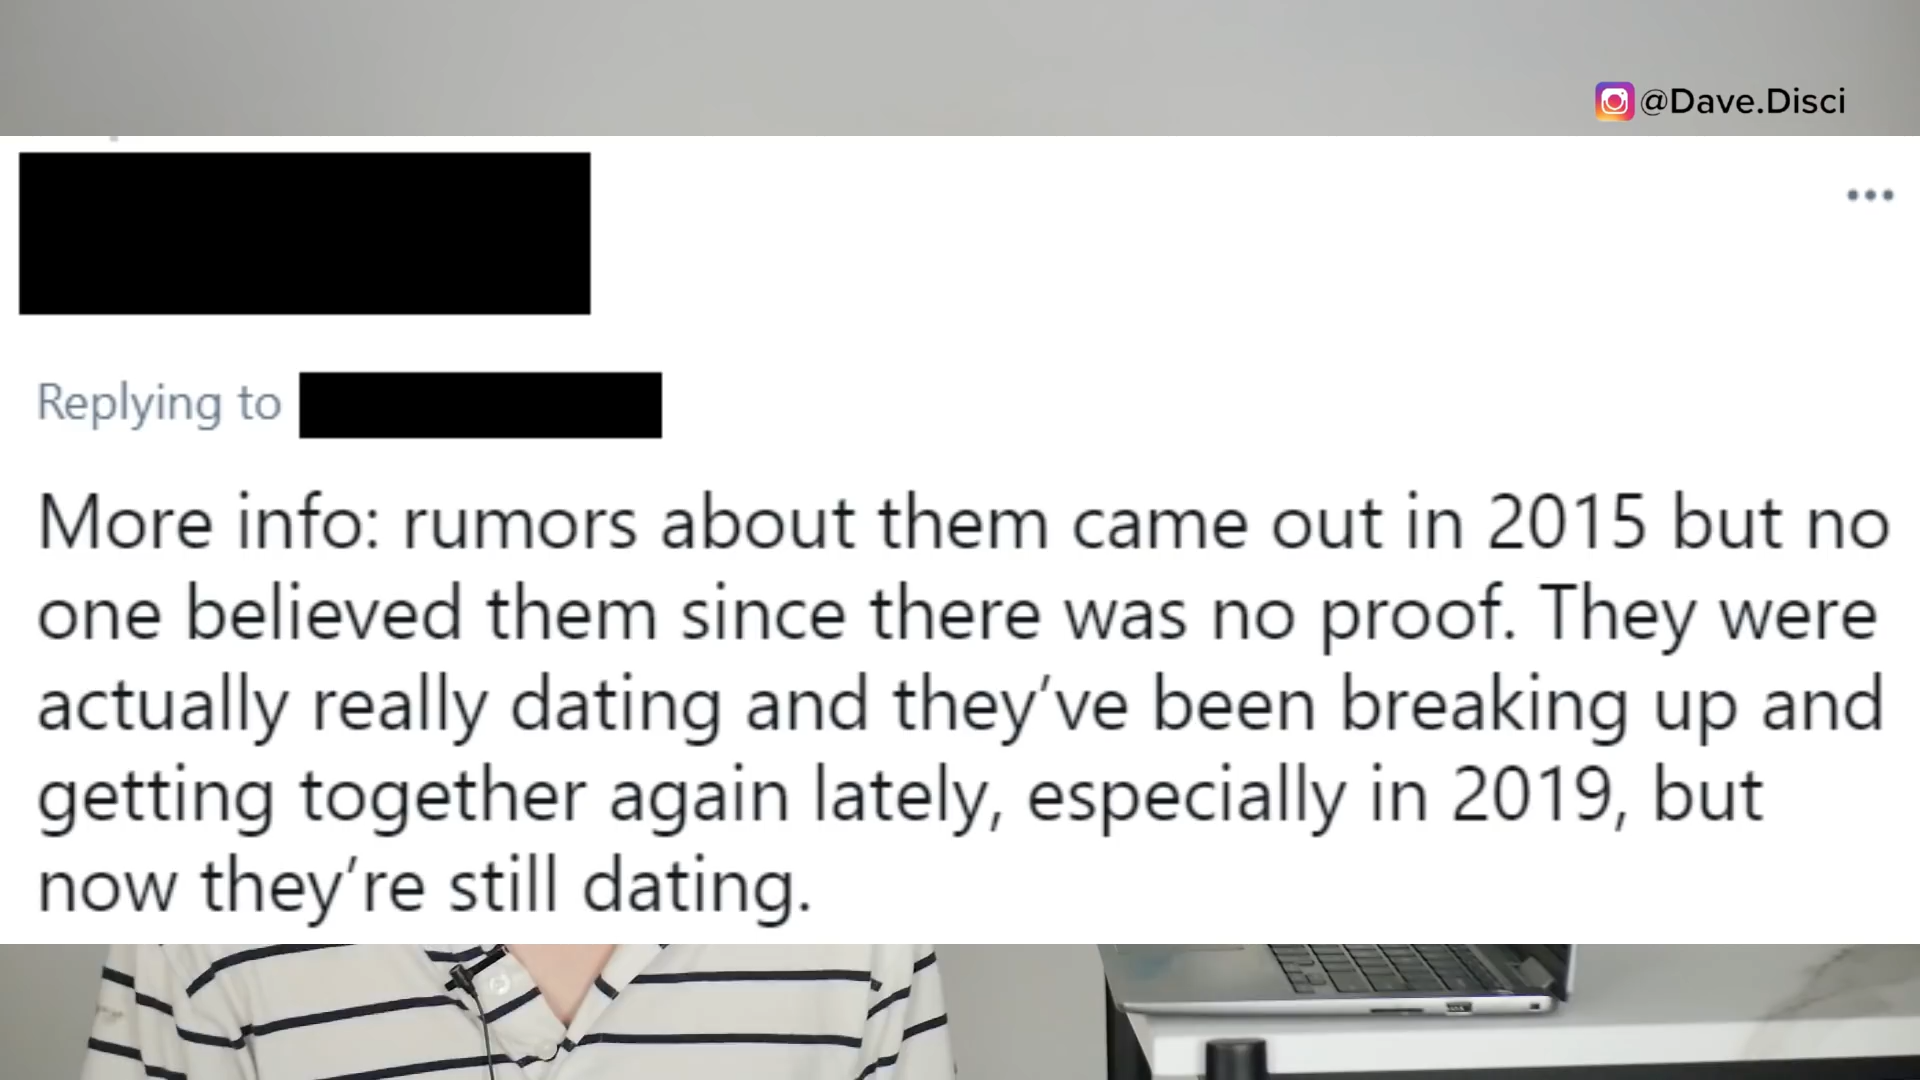 @Dave.Disci
Replying to
More info: rumors about them came out in 2015 but no
one believed them since there was no proof. They were
actually really dating and they've been breaking up and
getting together again lately, especially in 2019, but
now they're still dating.